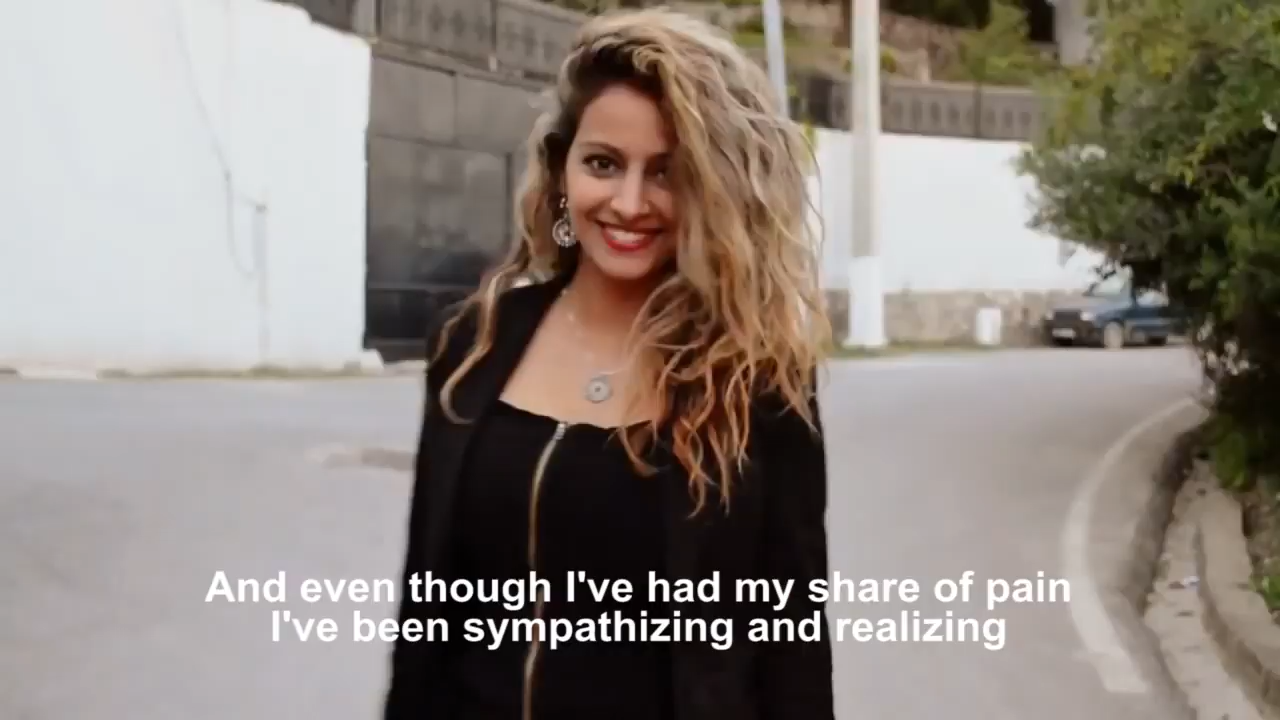 And even though I've had my share of pain
I've been sympathizing and realizing